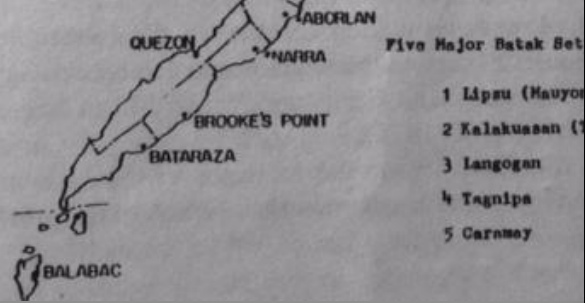 ABORLAN
QUEZON
NARRA
BROOKE'S POINT
BATARAZA
BALABAC
Five Major Batak Set
1 Lipsu (Mauyon
2 Kalakuasan (T
3 Langogan
4 Tagnipa
5 Caramay